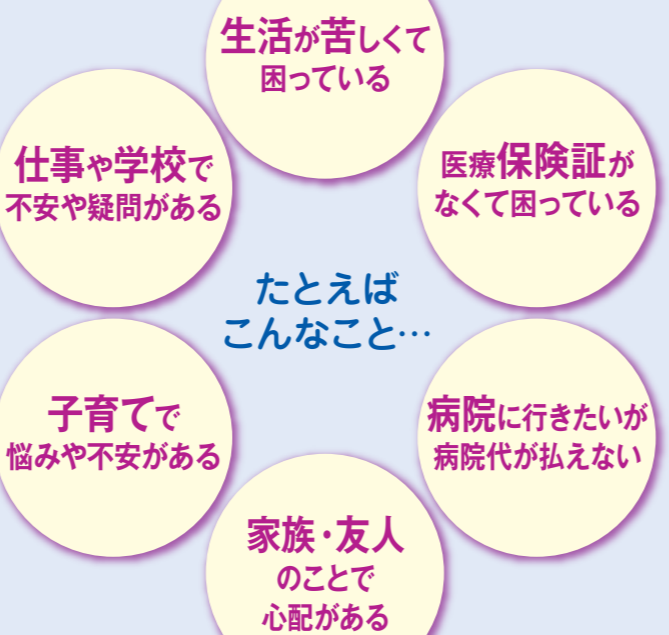 生活が苦しくて
困っている
仕事や学校で
不安や疑問がある
医療保険証が
なくて困っている
たとえば
こんなこと…
子育てで
悩みや不安がある
病院に行きたいが
病院代が払えない
家族・友人
のことで
心配がある